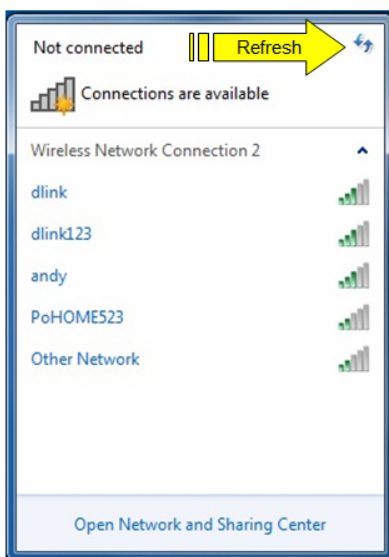 Not connected
Refresh
Connections are available
Wireless Network Connection 2
dlink
dlink123
andy
PoHOME523
Other Network
Open Network and Sharing Center